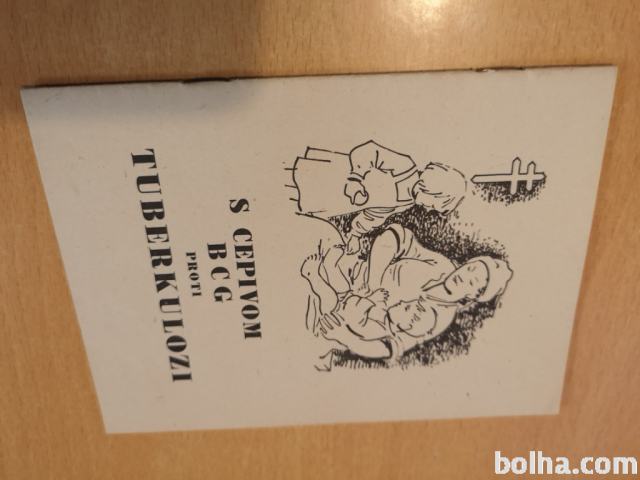 S CEPIVOM
BCG
PROTI
TUBERKULOZI
bolha.com